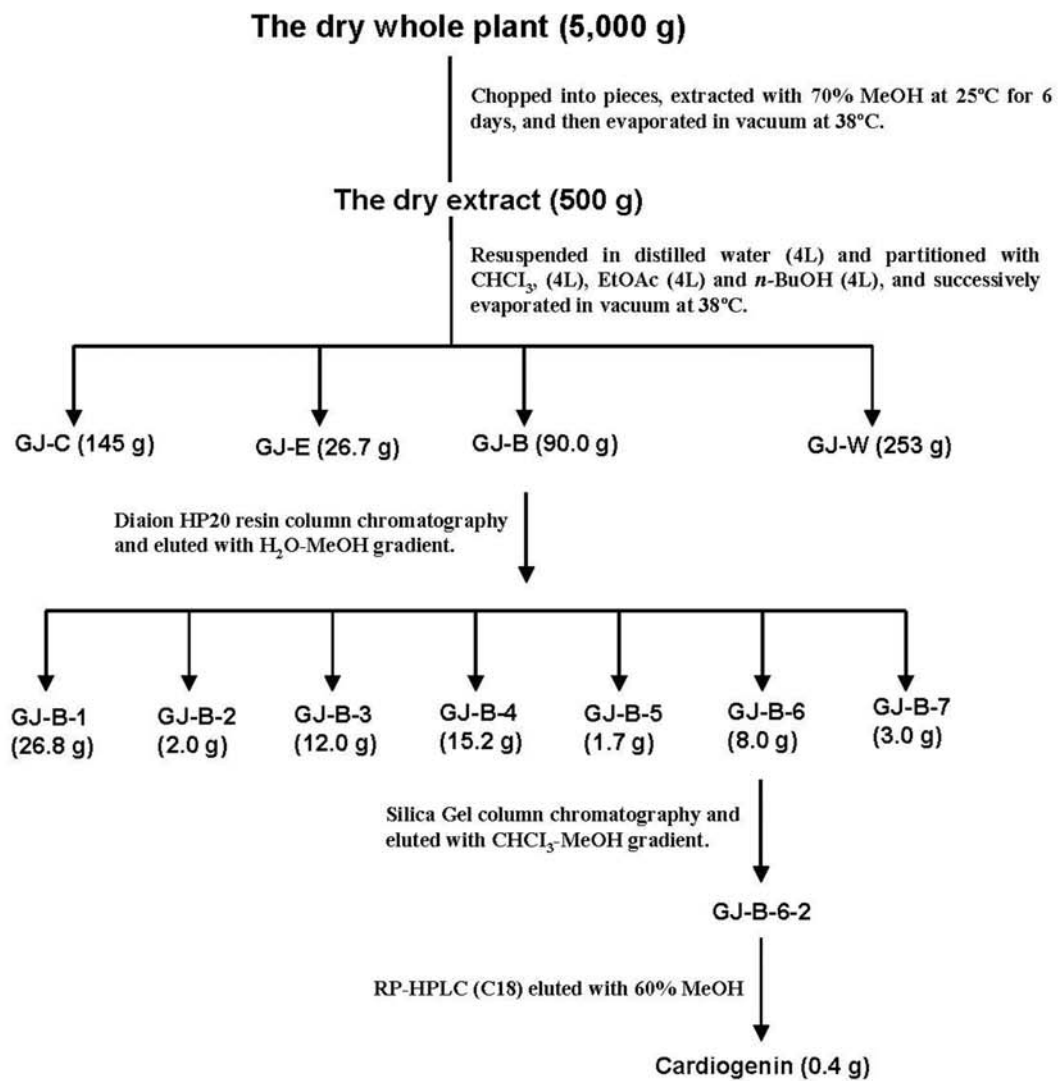 The dry whole plant (5,000 g)
Chopped into pieces, extracted with 70% MeOH at 25ºC for 6
days, and then evaporated in vacuum at 38ºC.
The dry extract (500 g)
Resuspended in distilled water (4L) and partitioned with
CHCl₃, (4L), EtOAc (4L) and n-BuOH (4L), and successively
evaporated in vacuum at 38ºC.
GJ-C (145 g) GJ-E (26.7 g) GJ-B (90.0 g) GJ-W (253 g)
Diaion HP20 resin column chromatography
and eluted with H₂O-MeOH gradient.
GJ-B-1 GJ-B-2 GJ-B-3 GJ-B-4 GJ-B-5 GJ-B-6 GJ-B-7
(26.8 g) (2.0 g) (12.0 g) (15.2 g) (1.7 g) (8.0 g) (3.0 g)
Silica Gel column chromatography and
eluted with CHCl₃-MeOH gradient.
GJ-B-6-2
RP-HPLC (C18) eluted with 60% MeOH
Cardiogenin (0.4 g)